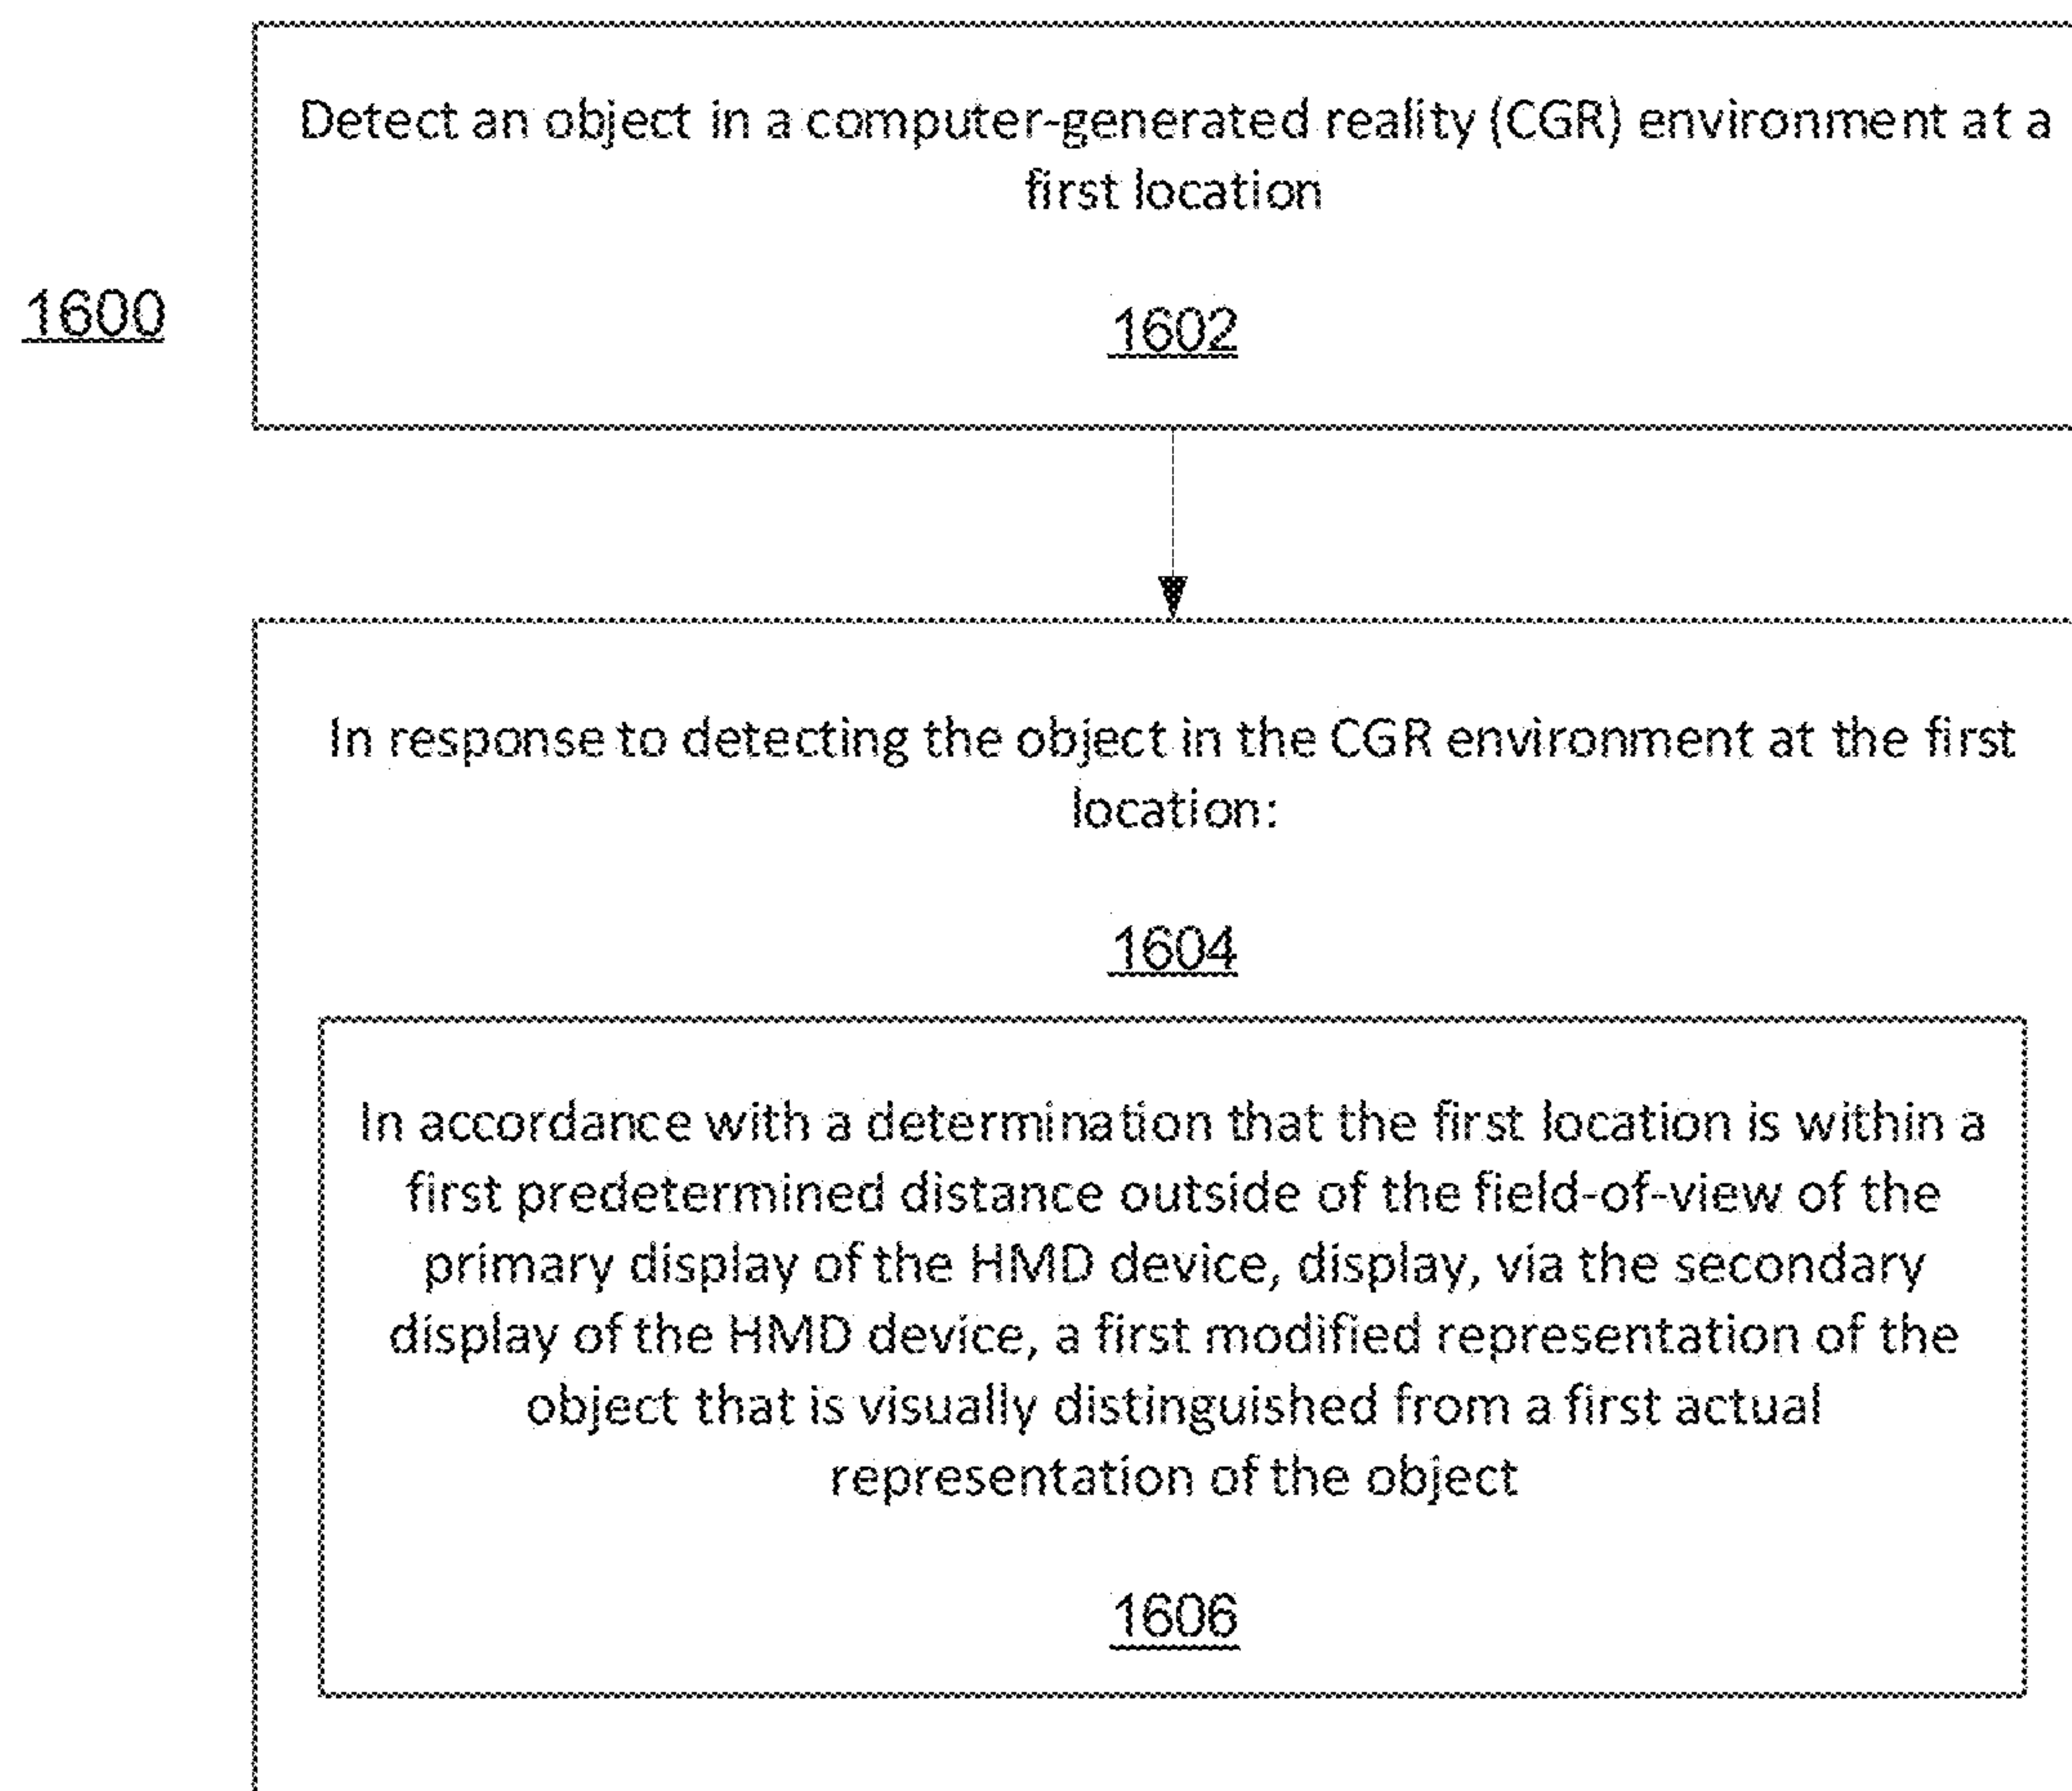 Detect an object in a computer-generated reality (CGR) environment at a
first location
1600
1602
In response to detecting the object in the CGR environment at the first
location:
1604
In accordance with a determination that the first location is within a
first predetermined distance outside of the field-of-view of the
primary display of the HMD device, display, via the secondary
display of the HMD device, a first modified representation of the
object that is visually distinguished from a first actual
representation of the object
1606